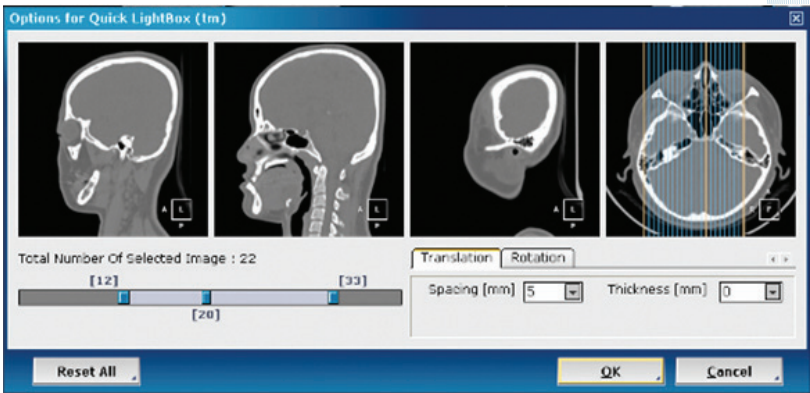 Options for Quick LightBox (tm)
A L P
A L P
A L P
R F
Total Number Of Selected Image : 22
[12] [33]
[20]
Translation Rotation
Spacing [mm] 5 Thickness [mm] 0
Reset All OK Cancel